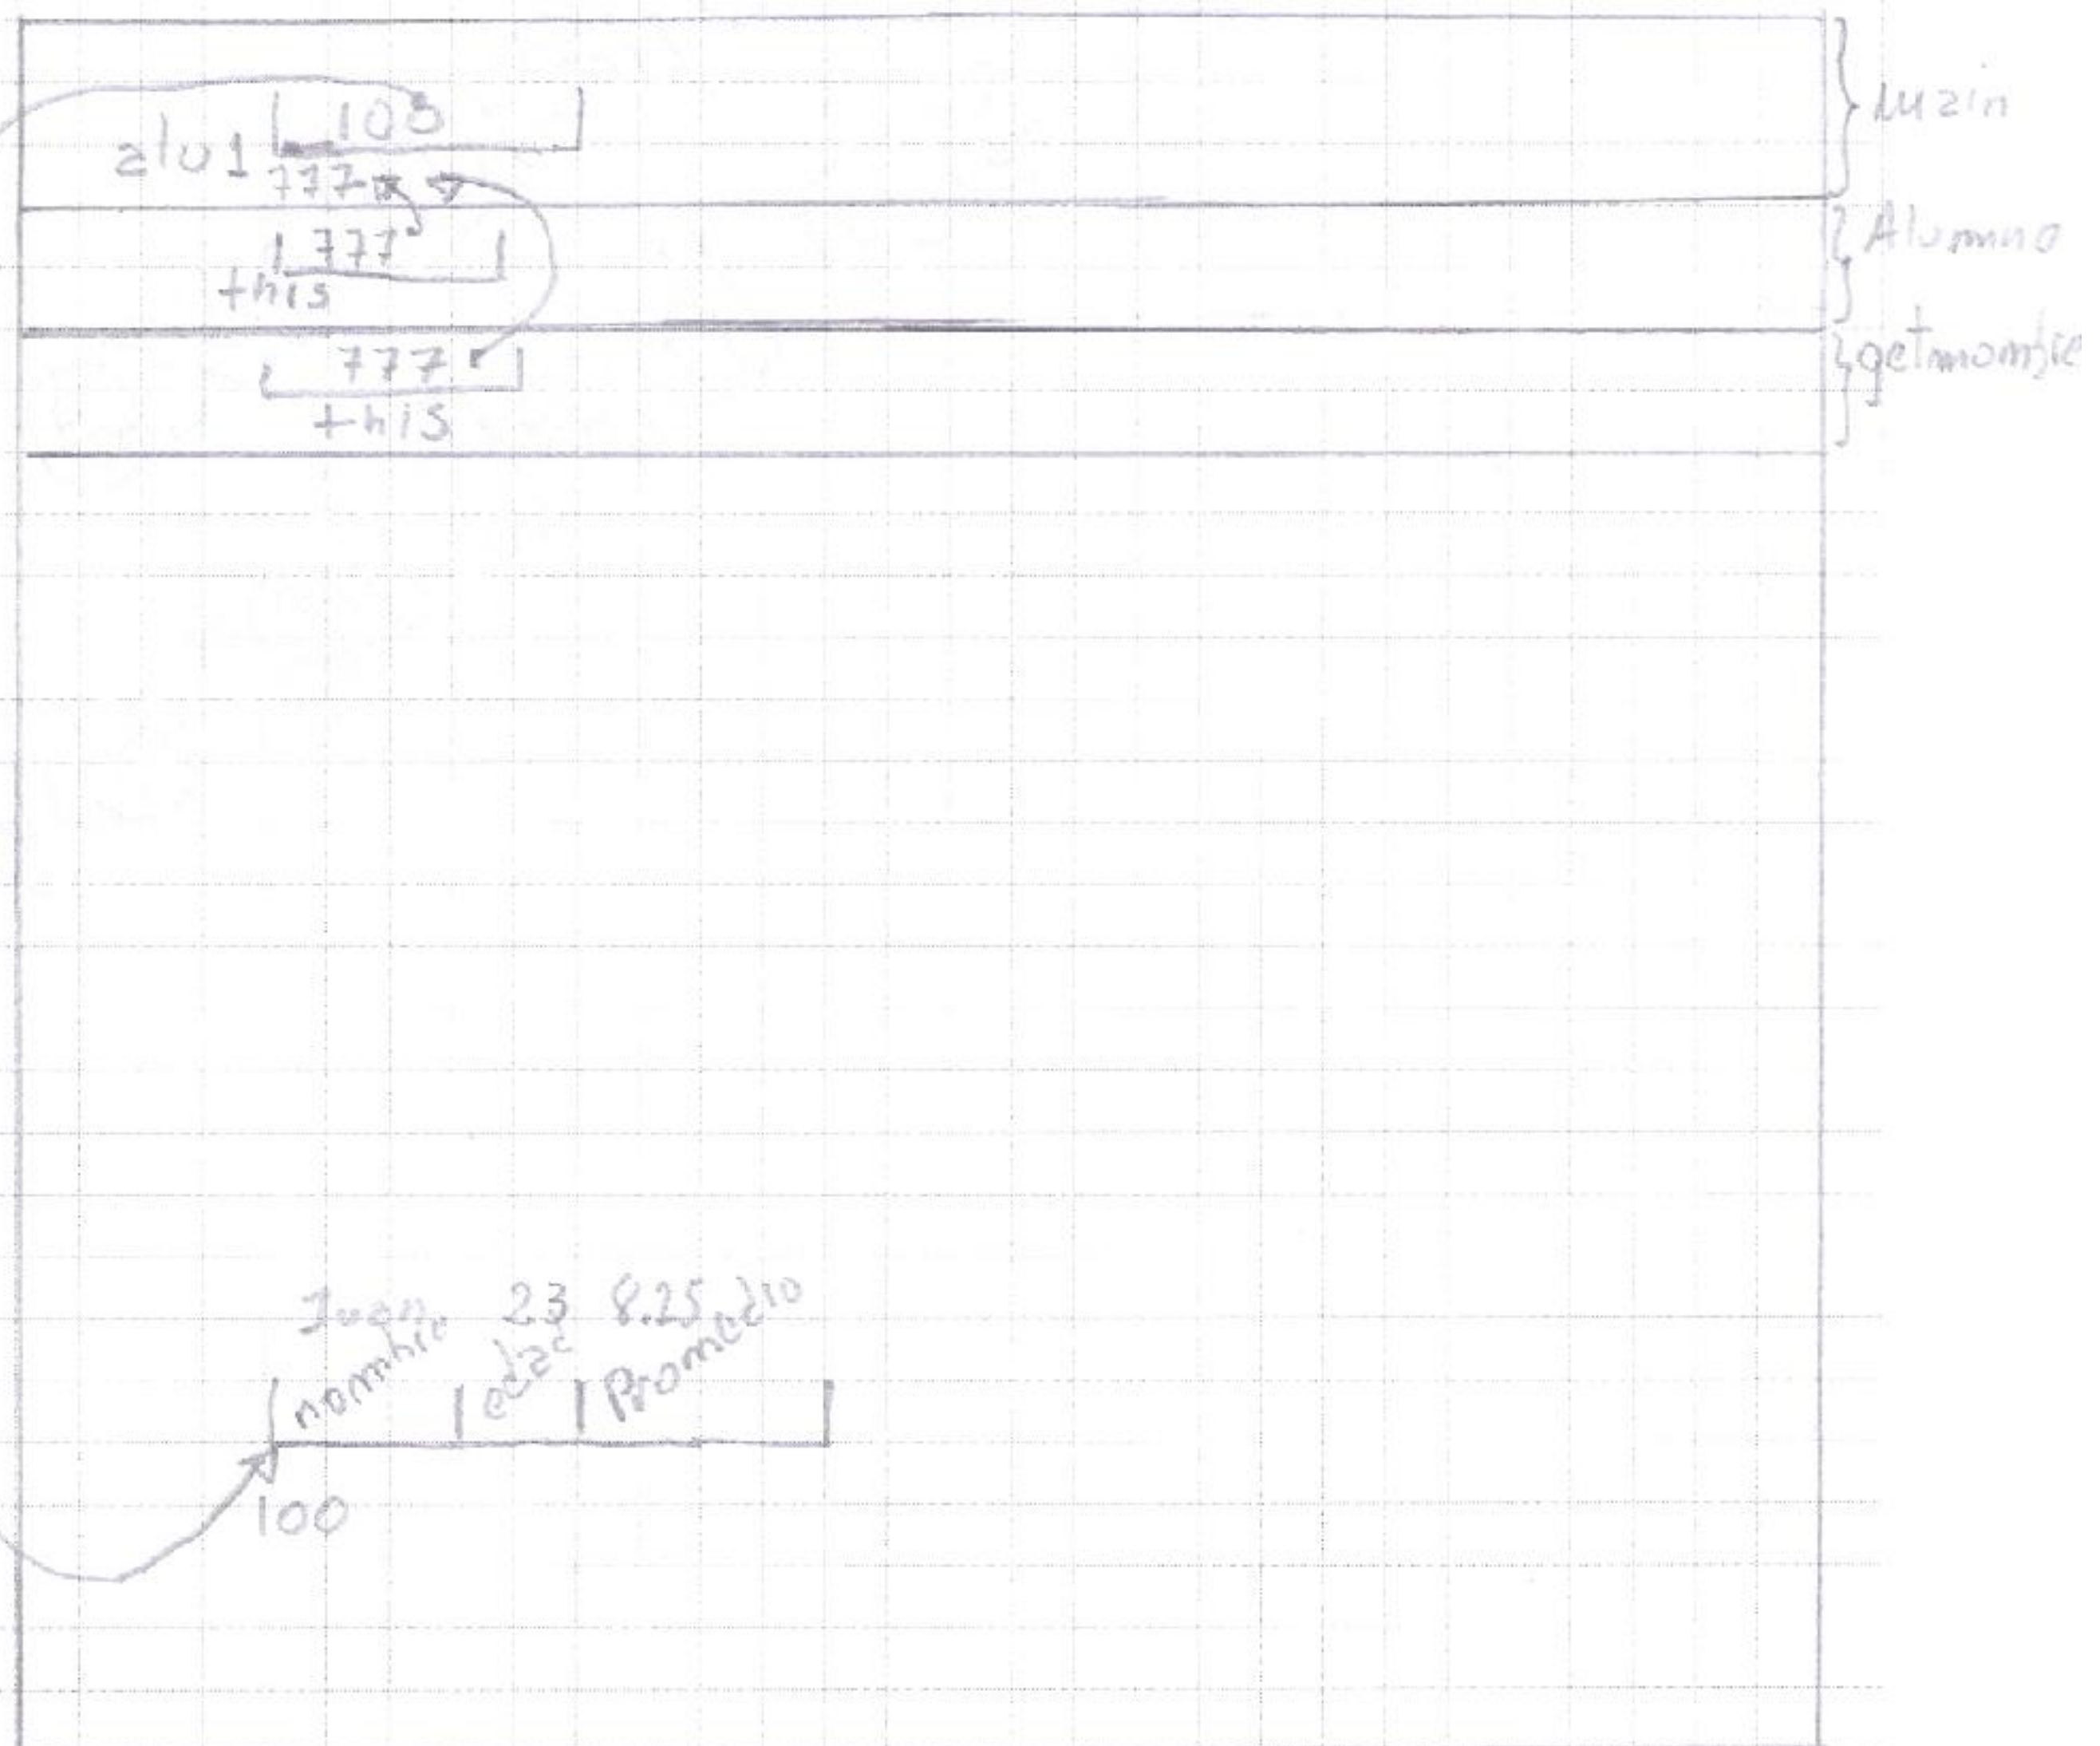 100
main
alu1
777
777
Alumno
this
777
getnombre
this
Juan 23 8.25
nombre edad Promedio
100